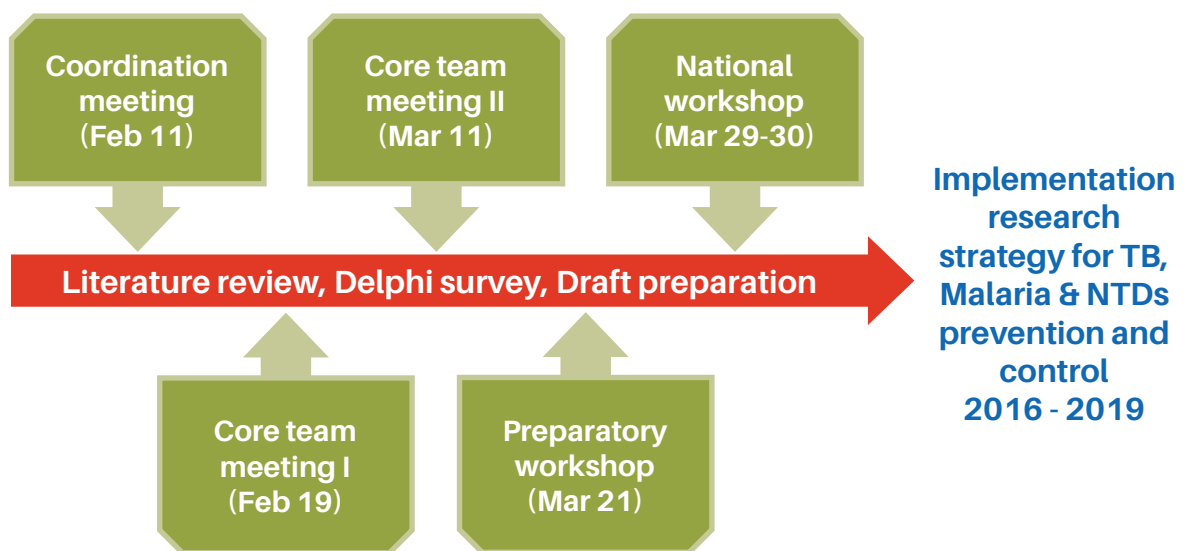 Coordination
meeting
(Feb 11)
Core team
meeting II
(Mar 11)
National
workshop
(Mar 29-30)
Literature review, Delphi survey, Draft preparation
Core team
meeting I
(Feb 19)
Preparatory
workshop
(Mar 21)
Implementation
research
strategy for TB,
Malaria & NTDs
prevention and
control
2016 - 2019